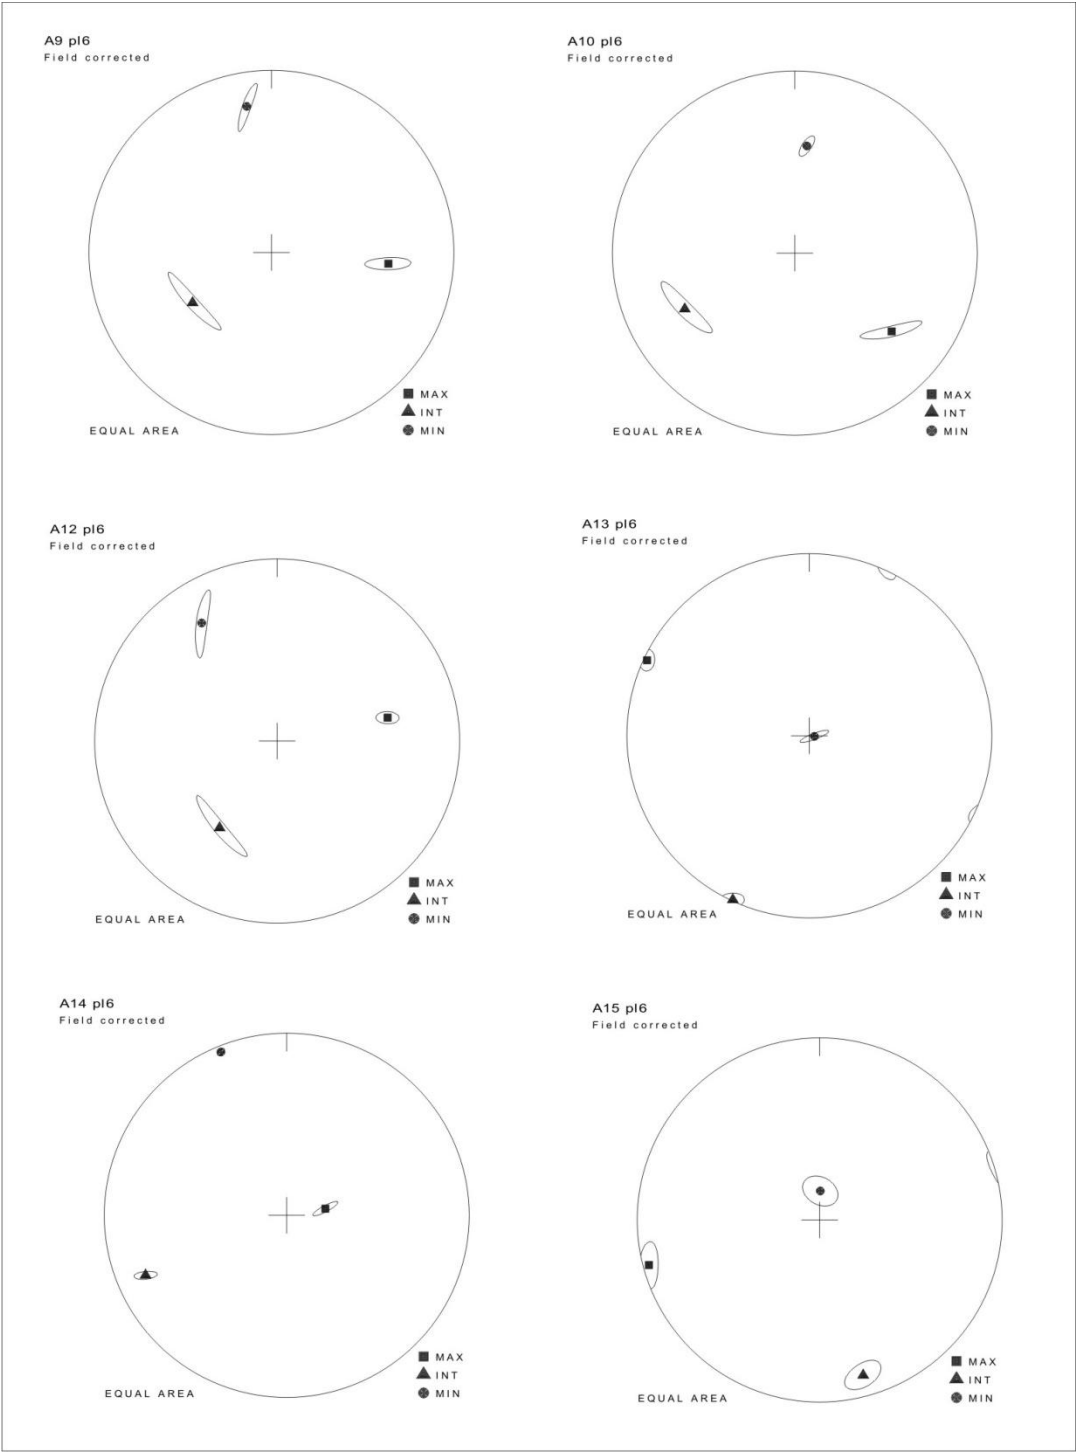 A9 pl6
Field corrected
MAX
INT
MIN
EQUAL AREA
A10 pl6
Field corrected
MAX
INT
MIN
EQUAL AREA
A12 pl6
Field corrected
MAX
INT
MIN
EQUAL AREA
A13 pl6
Field corrected
MAX
INT
MIN
EQUAL AREA
A14 pl6
Field corrected
MAX
INT
MIN
EQUAL AREA
A15 pl6
Field corrected
MAX
INT
MIN
EQUAL AREA